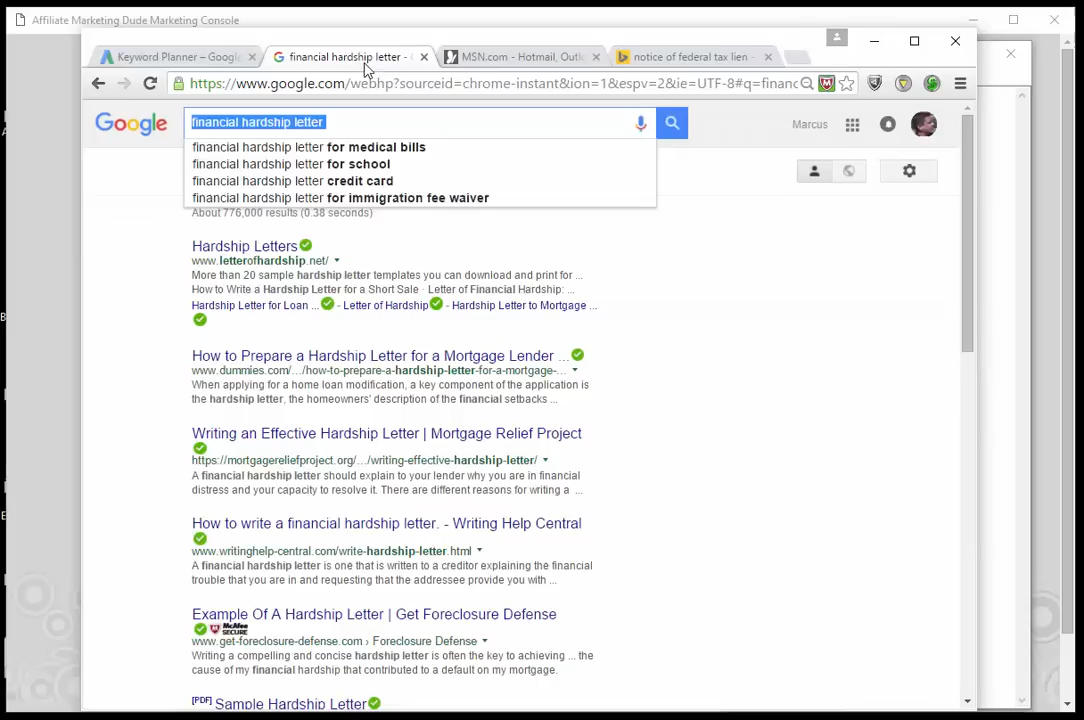 Affiliate Marketing Dude Marketing Console
Keyword Planner – Google
financial hardship letter -
MSN.com - Hotmail, Outlo
notice of federal tax lien -
https://www.google.com/webhp?sourceid=chrome-instant&ion=1&espv=2&ie=UTF-8#q=financ
Google
financial hardship letter
Marcus
financial hardship letter for medical bills
financial hardship letter for school
financial hardship letter credit card
financial hardship letter for immigration fee waiver
About 776,000 results (0.38 seconds)
Hardship Letters
www.letterofhardship.net/
More than 20 sample hardship letter templates you can download and print for ...
How to Write a Hardship Letter for a Short Sale · Letter of Financial Hardship: ...
Hardship Letter for Loan ... - Letter of Hardship - Hardship Letter to Mortgage ...
How to Prepare a Hardship Letter for a Mortgage Lender ...
www.dummies.com/.../how-to-prepare-a-hardship-letter-for-a-mortgage-...
When applying for a home loan modification, a key component of the application is
the hardship letter, the homeowners' description of the financial setbacks ...
Writing an Effective Hardship Letter | Mortgage Relief Project
https://mortgagereliefproject.org/.../writing-effective-hardship-letter/
A financial hardship letter should explain to your lender why you are in financial
distress and your capacity to resolve it. There are different reasons for writing a ...
How to write a financial hardship letter. - Writing Help Central
www.writinghelp-central.com/write-hardship-letter.html
A financial hardship letter is one that is written to a creditor explaining the financial
trouble that you are in and requesting that the addressee provide you with ...
Example Of A Hardship Letter | Get Foreclosure Defense
McAfee
SECURE
www.get-foreclosure-defense.com › Foreclosure Defense
Writing a compelling and concise hardship letter is often the key to achieving ... the
cause of my financial hardship that contributed to a default on my mortgage.
[PDF] Sample Hardship Letter